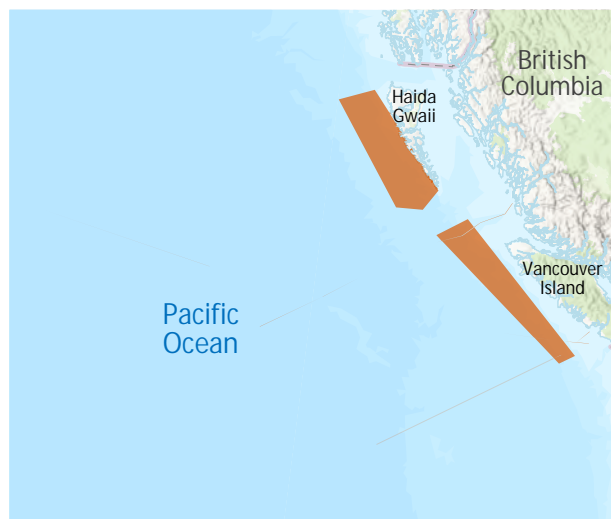 British
Columbia
Haida
Gwaii
Vancouver
Island
Pacific
Ocean